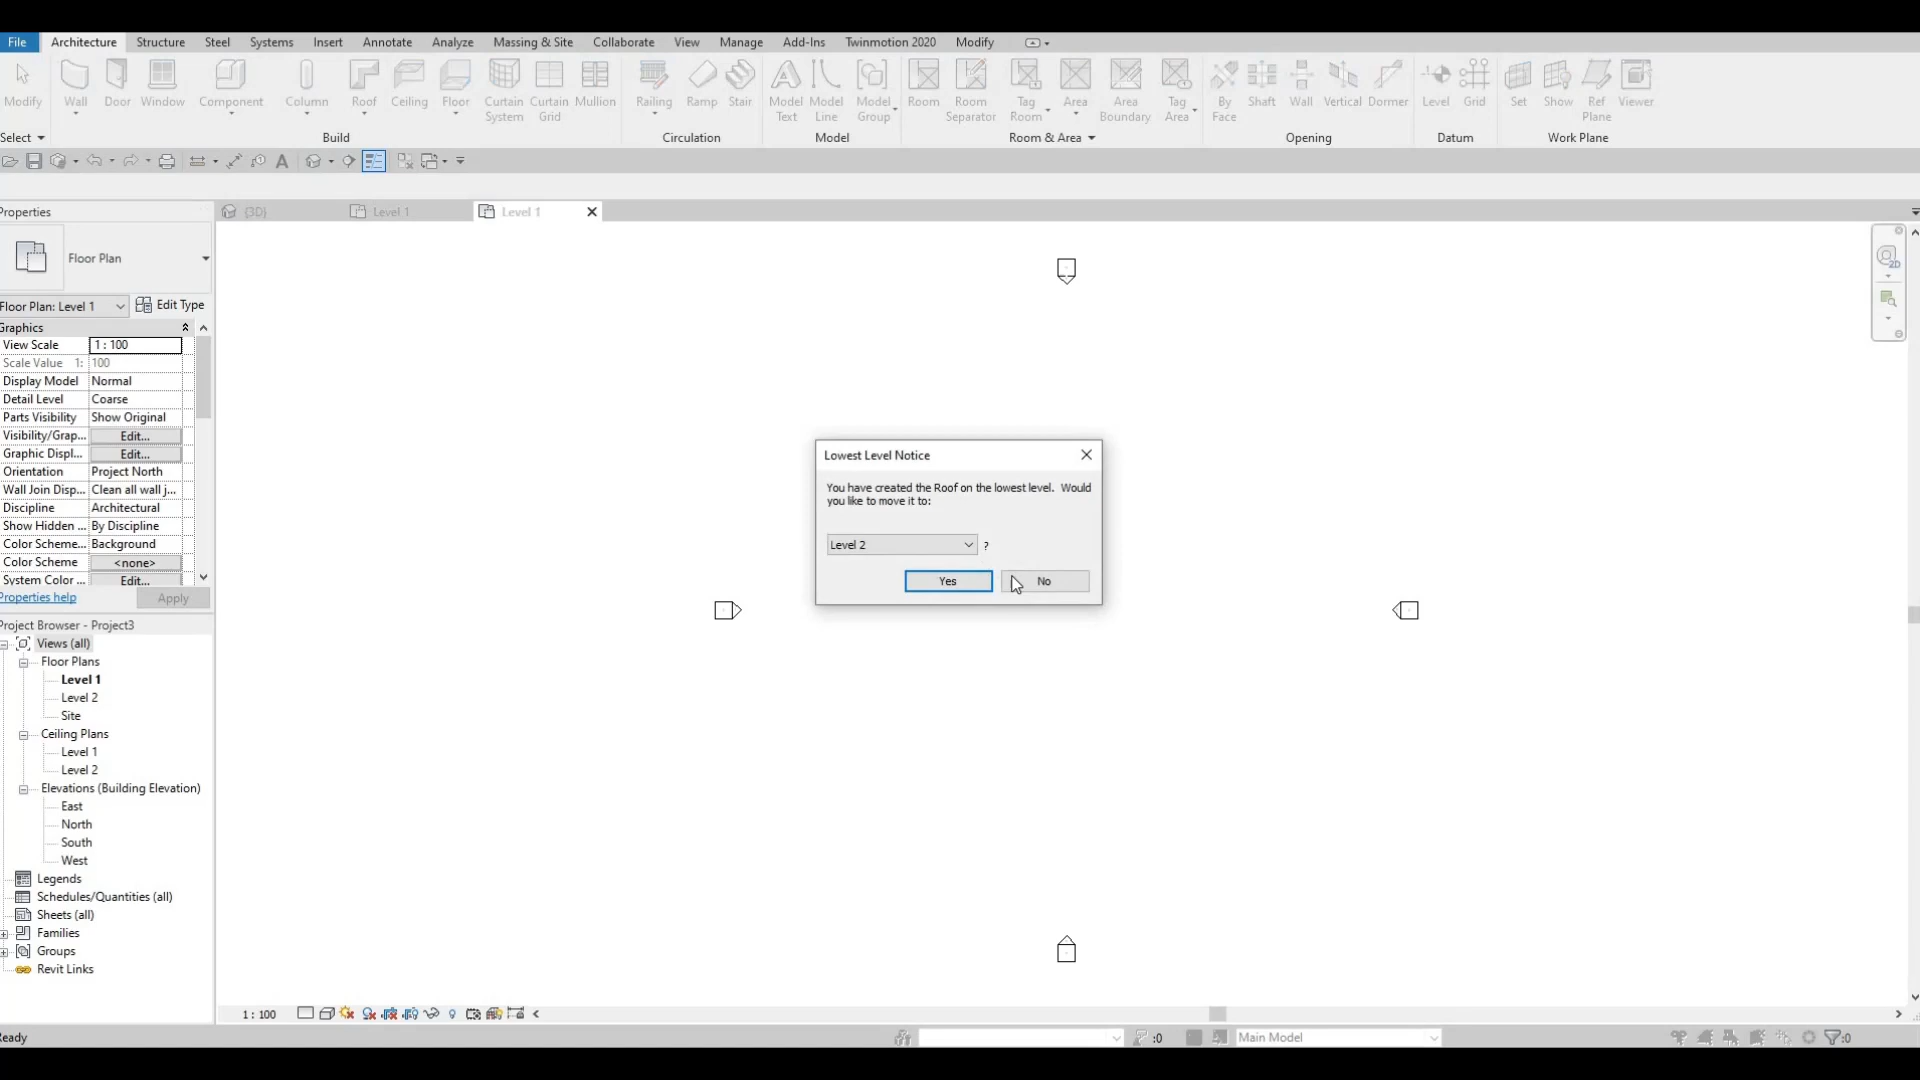 File Architecture Structure Steel Systems Insert Annotate Analyze Massing & Site Collaborate View Manage Add-Ins Twinmotion 2020 Modify
Modify Wall Door Window Component Column Roof Ceiling Floor Curtain System Curtain Grid Mullion Railing Ramp Stair Model Text Model Line Model Group Room Room Separator Tag Room Area Area Boundary Tag Area By Face Shaft Wall Vertical Dormer Level Grid Set Show Ref Plane Viewer
Select Build Circulation Model Room & Area Opening Datum Work Plane
Properties {3D} Level 1 Level 1
Floor Plan
Floor Plan: Level 1 Edit Type
Graphics
View Scale 1 : 100
Scale Value 1: 100
Display Model Normal
Detail Level Coarse
Parts Visibility Show Original
Visibility/Grap... Edit...
Graphic Displ... Edit...
Orientation Project North
Wall Join Disp... Clean all wall j...
Discipline Architectural
Show Hidden ... By Discipline
Color Scheme... Background
Color Scheme <none>
System Color ... Edit...
Properties help Apply
Lowest Level Notice
You have created the Roof on the lowest level. Would
you like to move it to:
Level 2 ?
Yes No
2D
Project Browser - Project3
Views (all)
Floor Plans
Level 1
Level 2
Site
Ceiling Plans
Level 1
Level 2
Elevations (Building Elevation)
East
North
South
West
Legends
Schedules/Quantities (all)
Sheets (all)
Families
Groups
Revit Links
1 : 100
eady :0 Main Model :0